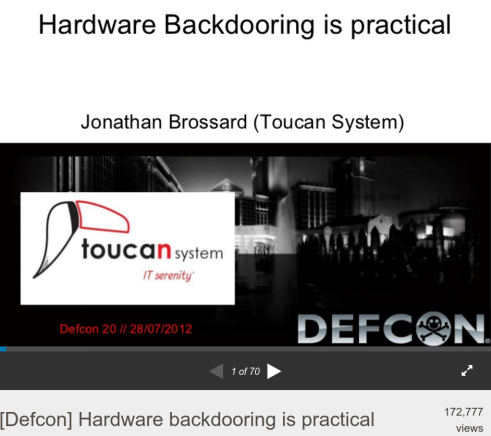 Hardware Backdooring is practical
Jonathan Brossard (Toucan System)
toucan system
IT serenity
Defcon 20 // 28/07/2012
DEFCON®
1 of 70
[Defcon] Hardware backdooring is practical
172,777
views